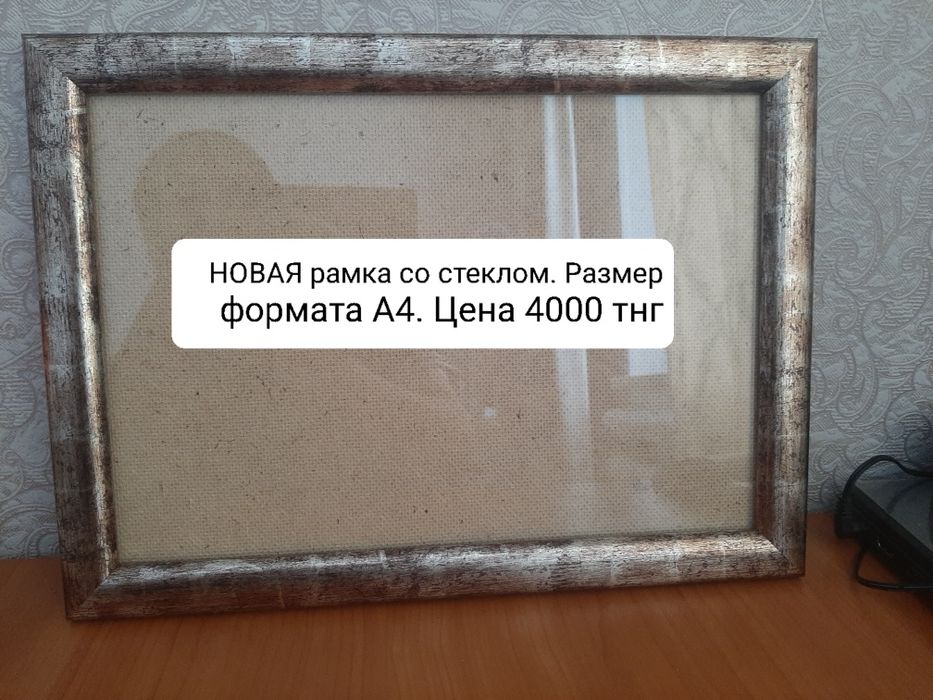 НОВАЯ рамка со стеклом. Размер
формата А4. Цена 4000 тнг